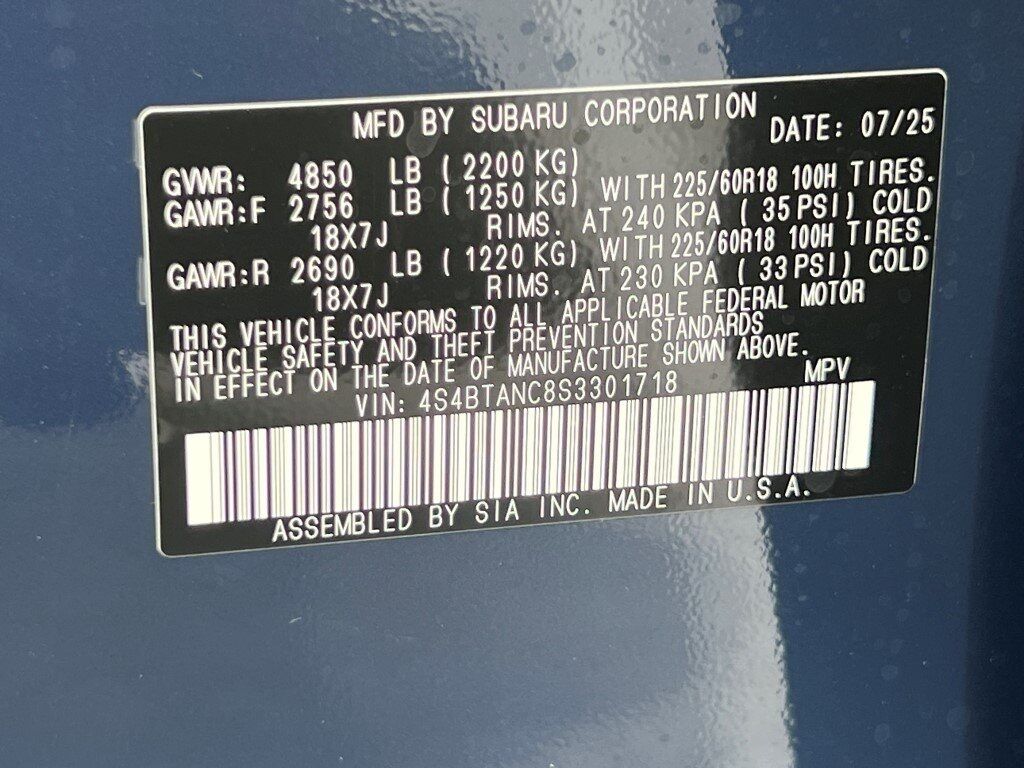 MFD BY SUBARU CORPORATION DATE: 07/25
GVWR: 4850 LB ( 2200 KG)
GAWR:F 2756 LB ( 1250 KG) WITH 225/60R18 100H TIRES.
18X7J RIMS. AT 240 KPA ( 35 PSI) COLD
GAWR:R 2690 LB ( 1220 KG) WITH 225/60R18 100H TIRES.
18X7J RIMS. AT 230 KPA ( 33 PSI) COLD
THIS VEHICLE CONFORMS TO ALL APPLICABLE FEDERAL MOTOR
VEHICLE SAFETY AND THEFT PREVENTION STANDARDS
IN EFFECT ON THE DATE OF MANUFACTURE SHOWN ABOVE.
VIN: 4S4BTANC8S3301718 MPV
ASSEMBLED BY SIA INC. MADE IN U.S.A.